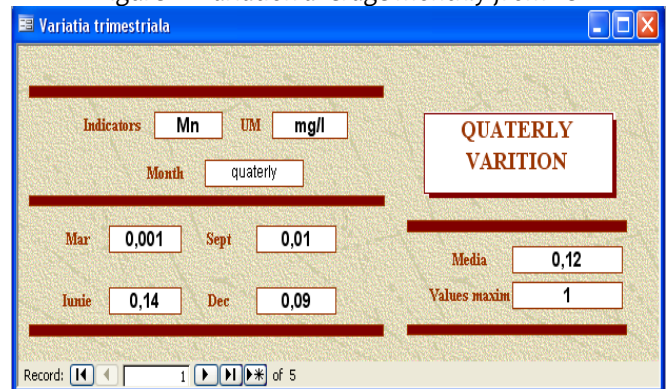 Variatia trimestriala
Indicators Mn UM mg/l
Month quaterly
QUATERLY
VARITION
Mar 0,001 Sept 0,01
Iunie 0,14 Dec 0,09
Media 0,12
Values maxim 1
Record: 1 of 5